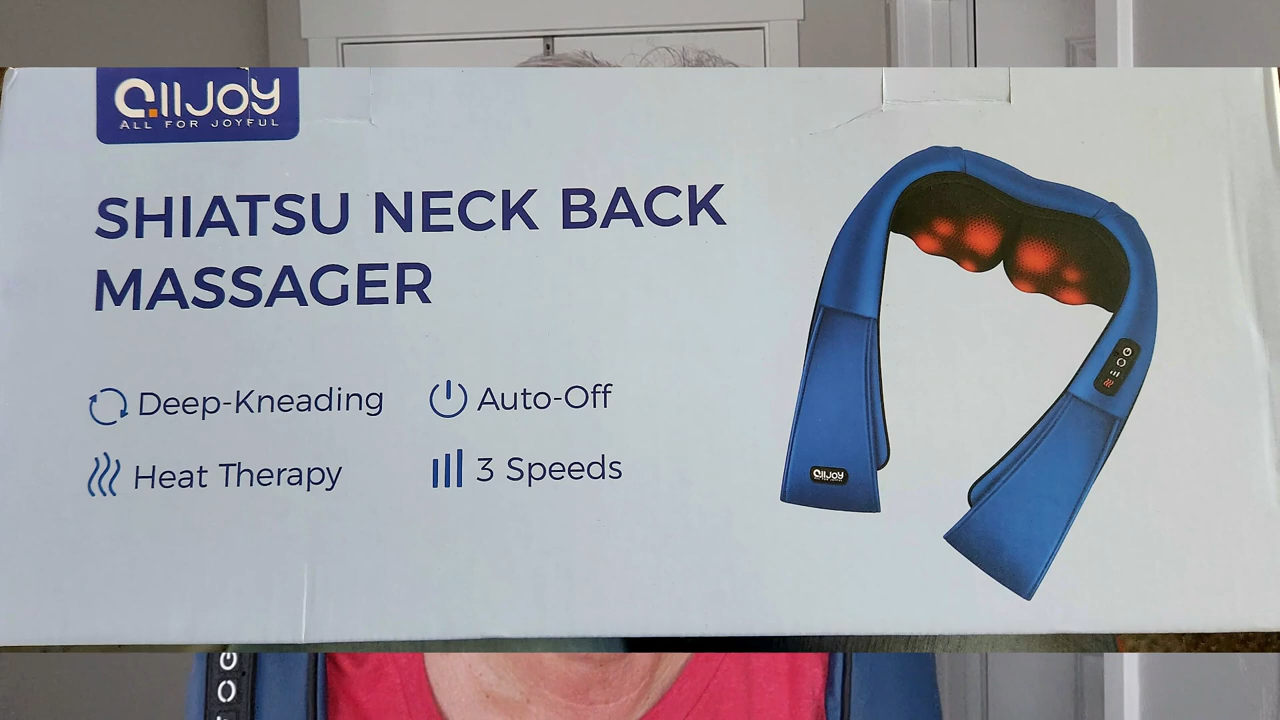 AllJOY
ALL FOR JOYFUL
SHIATSU NECK BACK
MASSAGER
Deep-Kneading
Auto-Off
Heat Therapy
3 Speeds
AllJOY